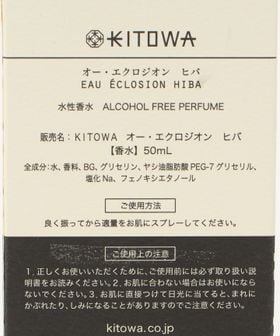 KITOWA
オー・エクロジオン ヒバ
EAU ÉCLOSION HIBA
水性香水 ALCOHOL FREE PERFUME
販売名：KITOWA オー・エクロジオン ヒバ
【香水】50mL
全成分：水、香料、BG、グリセリン、ヤシ油脂肪酸PEG-7グリセリル、
塩化Na、フェノキシエタノール
ご使用方法
良く振ってから適量をお肌にスプレーしてください。
ご使用上の注意
1. 正しくお使いいただくために、ご使用前には必ず取り扱い説
明書をお読みください。2. お肌に合わない場合はお使いになら
ないでください。3. お肌に直接つけて日光に当てると、まれに
かぶれたり、しみになることがありますのでご注意ください。
kitowa.co.jp